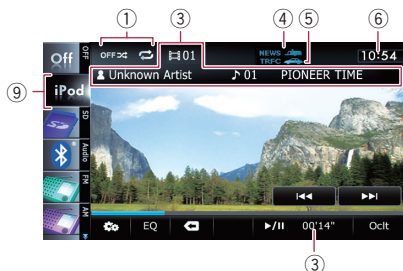 ① ③ ④ ⑤ ⑥
Off OFF OFF 01 NEWS TRFC 10:54
Unknown Artist 01 PIONEER TIME
⑨ iPod
SD
Audio
FM
AM
EQ 00'14" Oclt
③